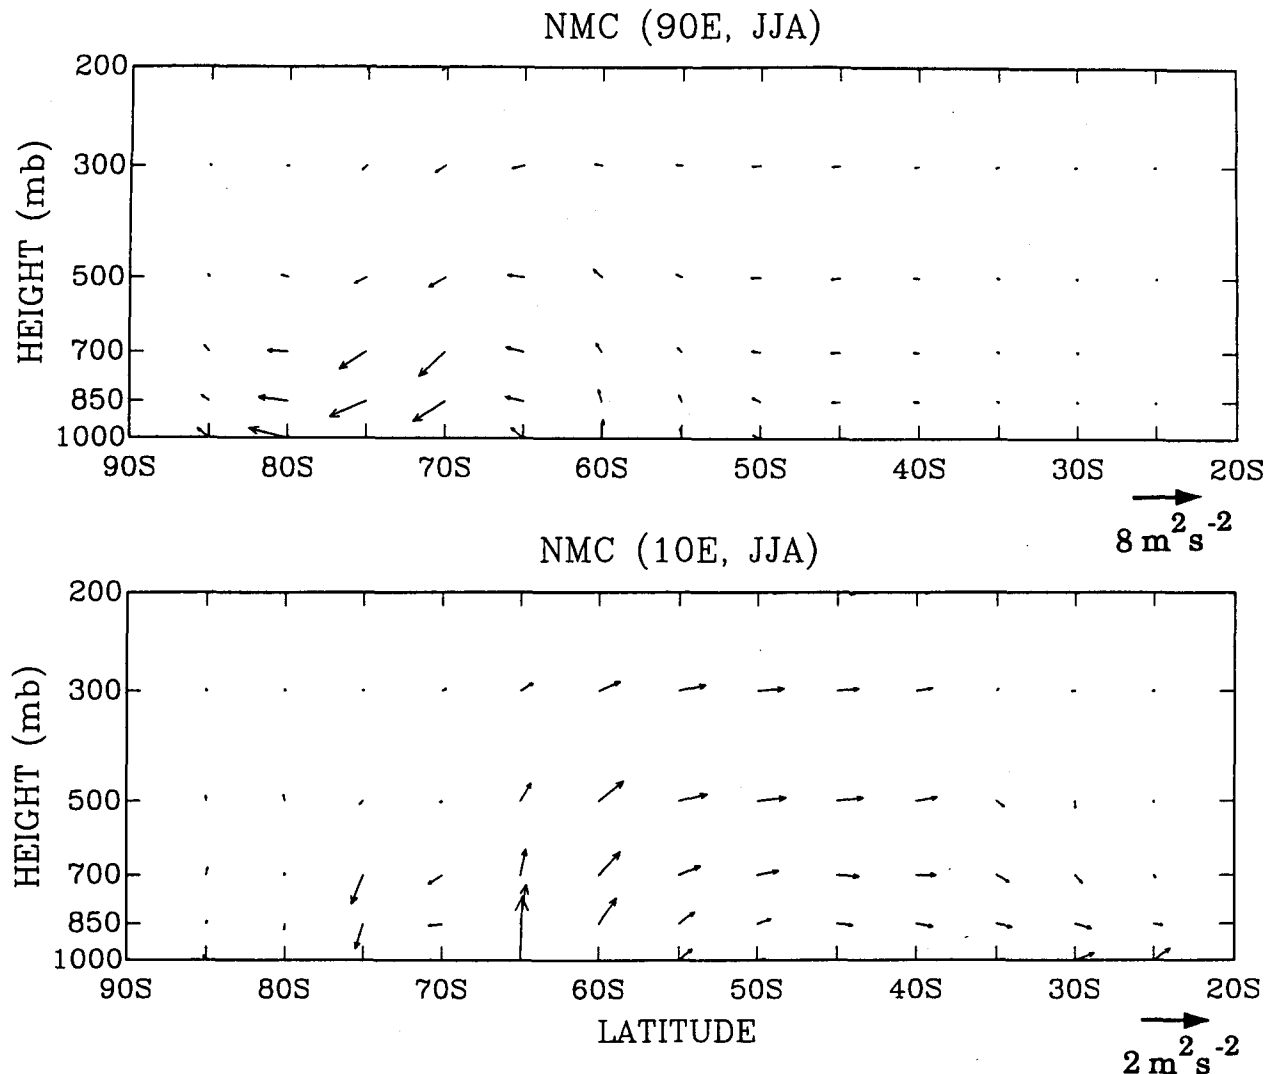 NMC (90E, JJA)
200
300
500
700
850
1000
HEIGHT (mb)
90S 80S 70S 60S 50S 40S 30S 20S
8 m² s⁻²
NMC (10E, JJA)
200
300
500
700
850
1000
HEIGHT (mb)
90S 80S 70S 60S 50S 40S 30S 20S
LATITUDE
2 m² s⁻²